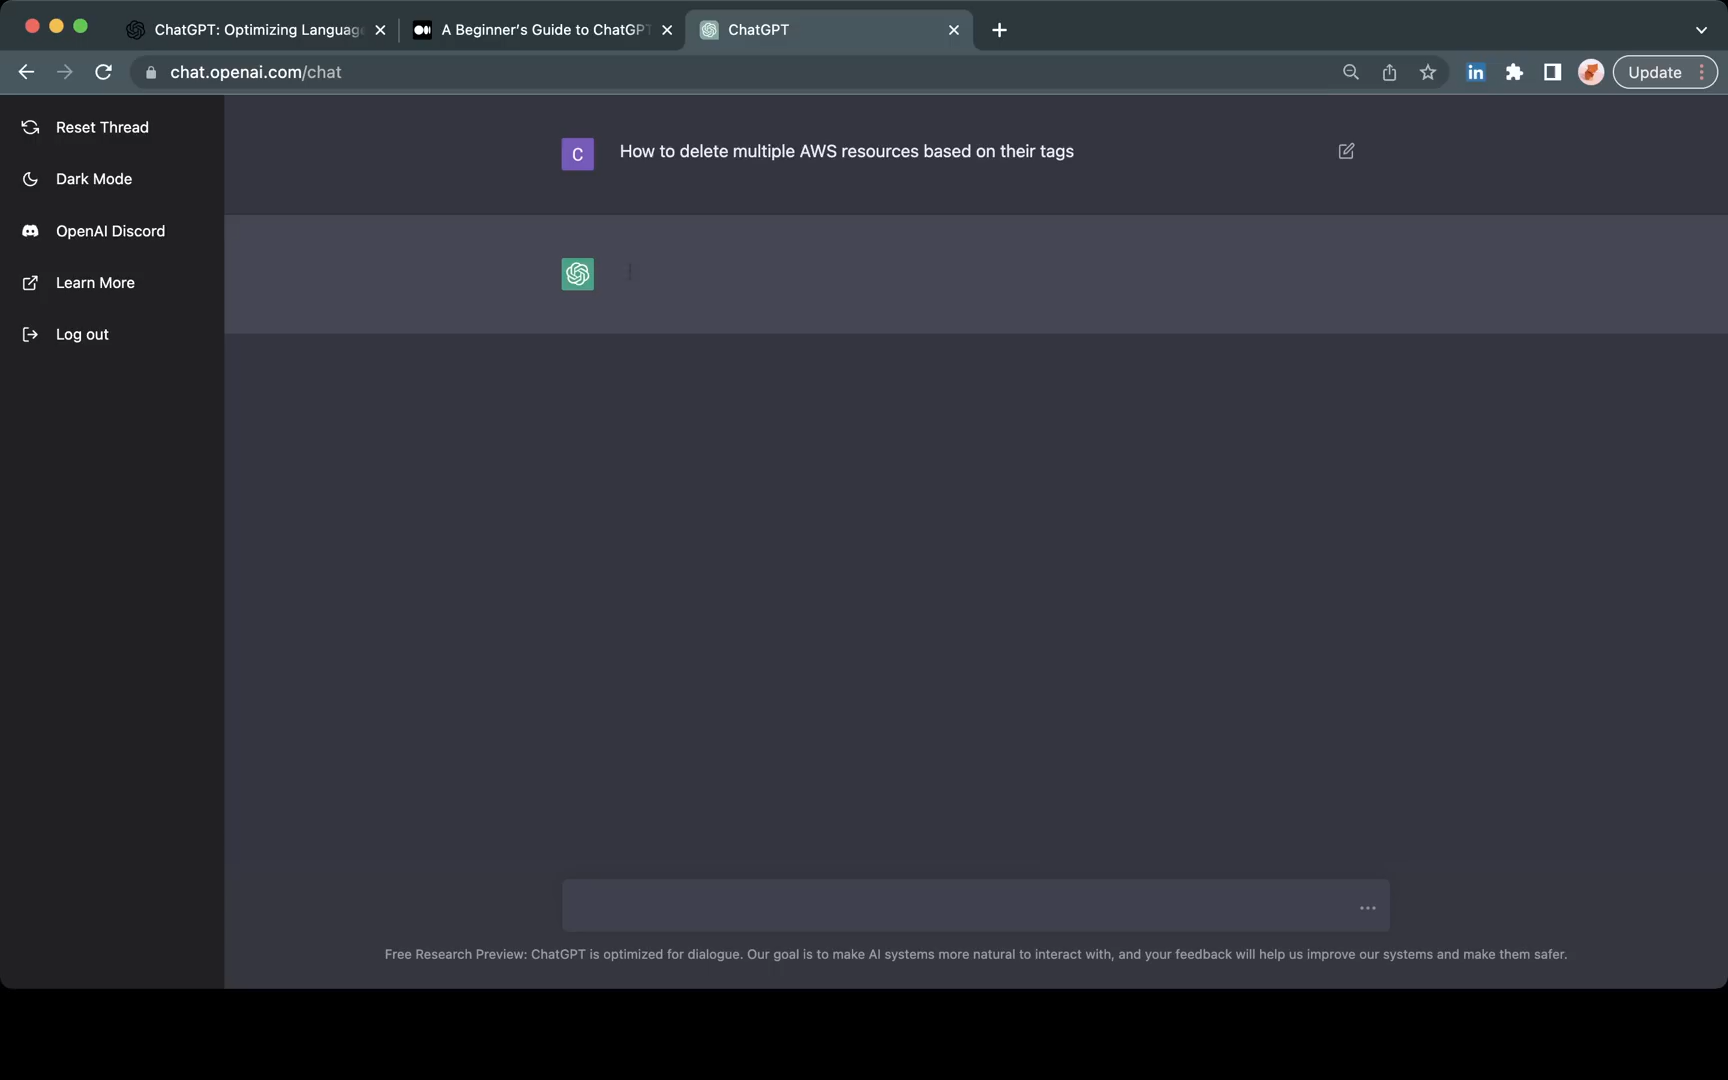 ChatGPT: Optimizing Language
A Beginner's Guide to ChatGPT
ChatGPT
chat.openai.com/chat
in
Update
Reset Thread
Dark Mode
OpenAI Discord
Learn More
Log out
C
How to delete multiple AWS resources based on their tags
Free Research Preview: ChatGPT is optimized for dialogue. Our goal is to make AI systems more natural to interact with, and your feedback will help us improve our systems and make them safer.